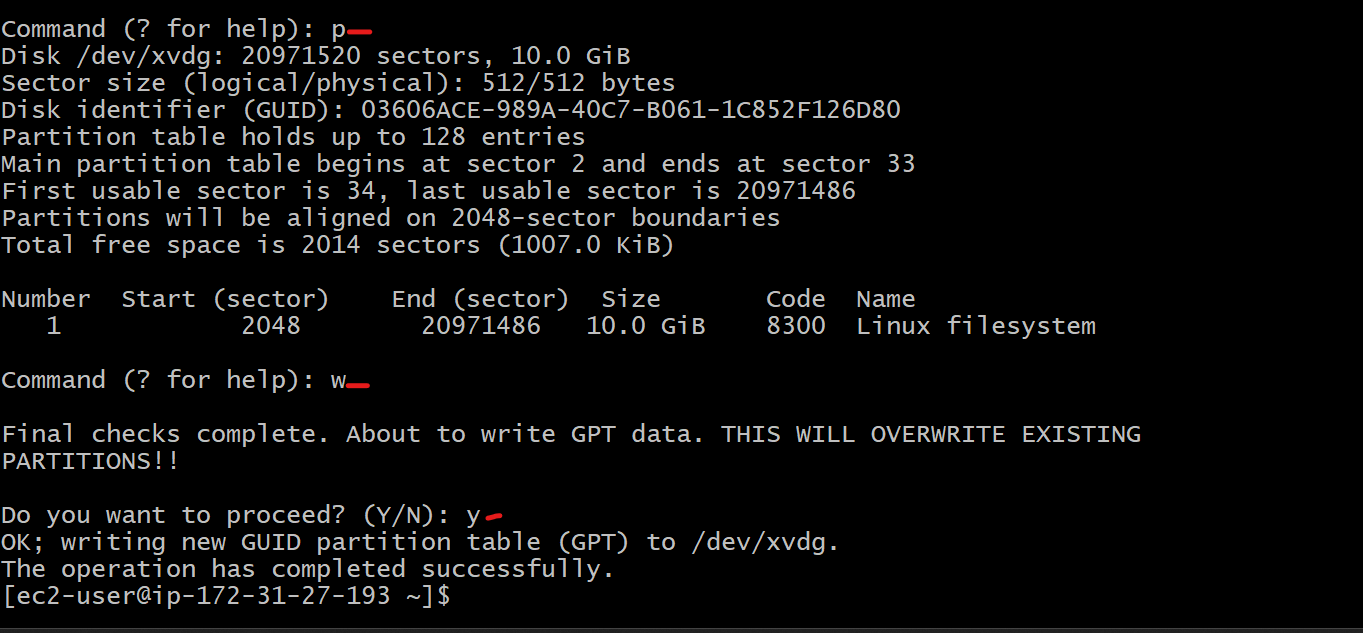 Command (? for help): p
Disk /dev/xvdg: 20971520 sectors, 10.0 GiB
Sector size (logical/physical): 512/512 bytes
Disk identifier (GUID): 03606ACE-989A-40C7-B061-1C852F126D80
Partition table holds up to 128 entries
Main partition table begins at sector 2 and ends at sector 33
First usable sector is 34, last usable sector is 20971486
Partitions will be aligned on 2048-sector boundaries
Total free space is 2014 sectors (1007.0 KiB)
Number  Start (sector)    End (sector)  Size       Code  Name
   1            2048        20971486   10.0 GiB    8300  Linux filesystem
Command (? for help): w
Final checks complete. About to write GPT data. THIS WILL OVERWRITE EXISTING
PARTITIONS!!
Do you want to proceed? (Y/N): y
OK; writing new GUID partition table (GPT) to /dev/xvdg.
The operation has completed successfully.
[ec2-user@ip-172-31-27-193 ~]$